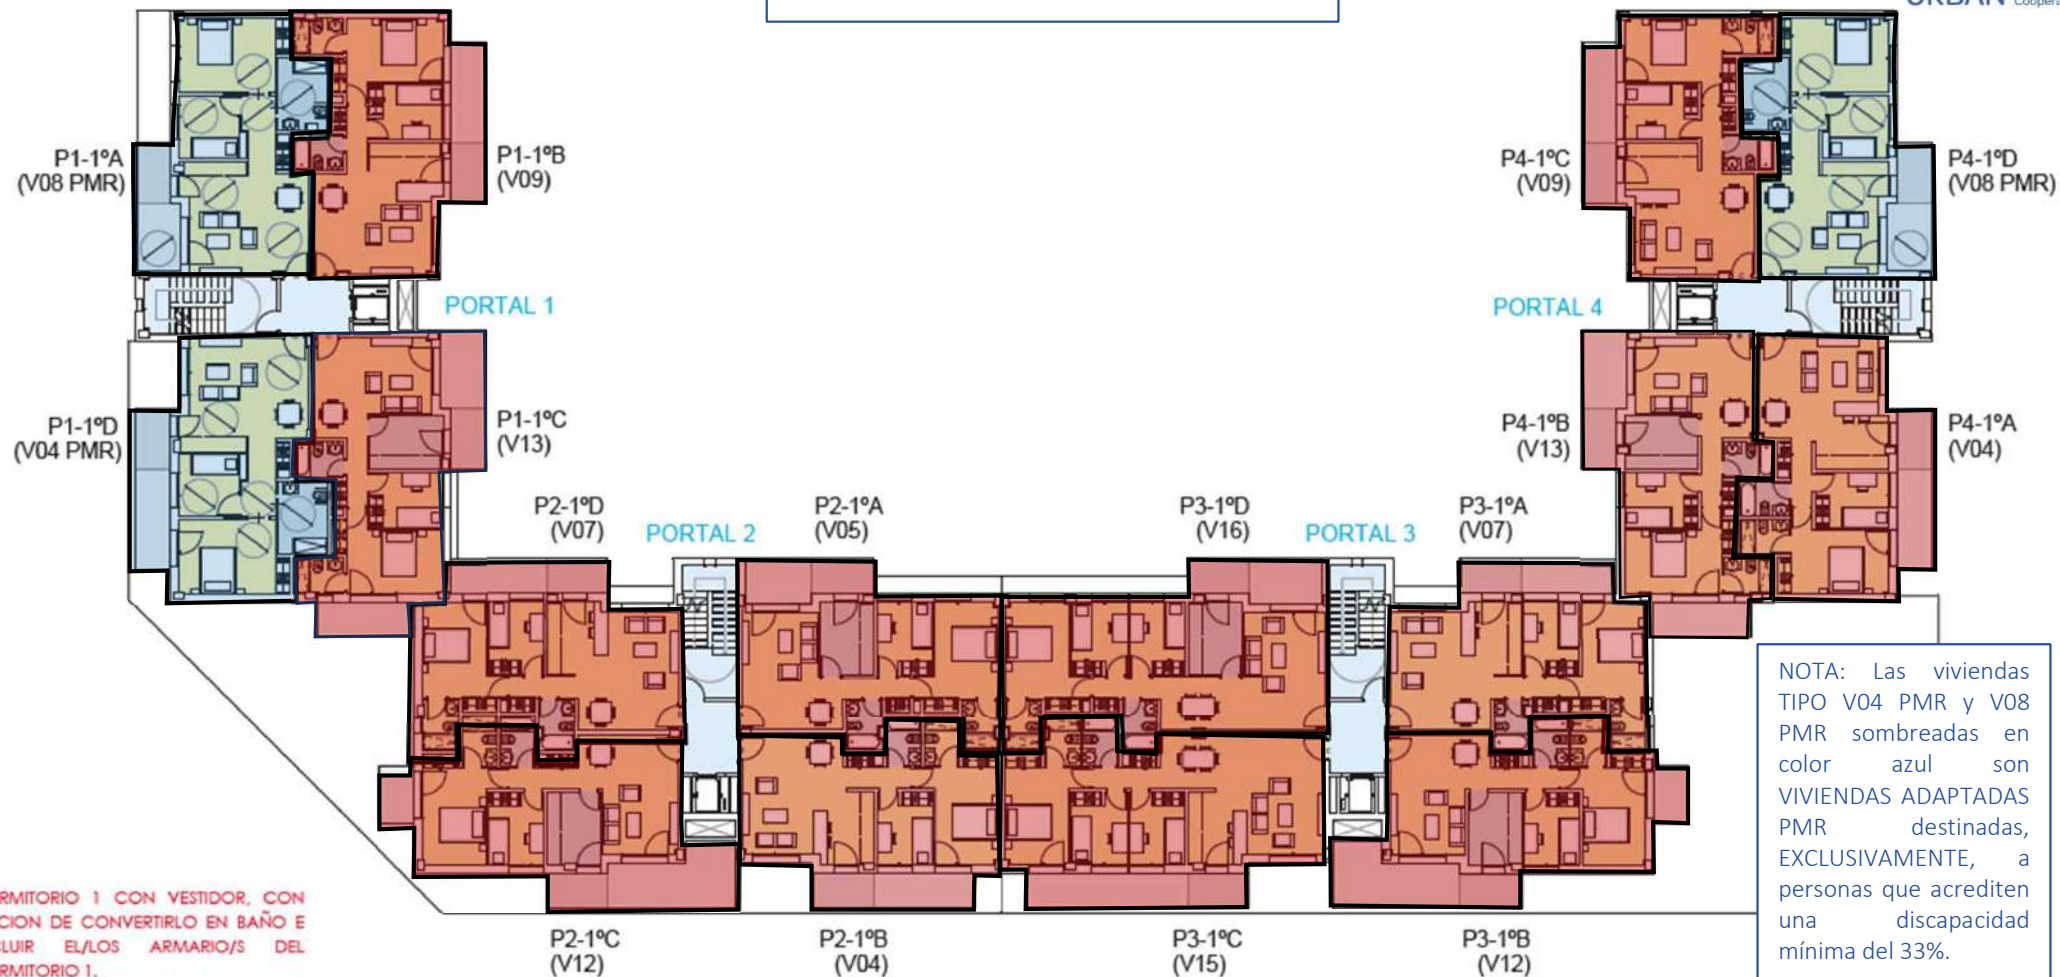 URBAN Coopera
P1-1ºA
(V08 PMR)
P1-1ºB
(V09)
P4-1ºC
(V09)
P4-1ºD
(V08 PMR)
PORTAL 1
PORTAL 4
P1-1ºD
(V04 PMR)
P1-1ºC
(V13)
P4-1ºB
(V13)
P4-1ºA
(V04)
P2-1ºD
(V07)
PORTAL 2
P2-1ºA
(V05)
P3-1ºD
(V16)
PORTAL 3
P3-1ºA
(V07)
NOTA: Las viviendas
TIPO V04 PMR y V08
PMR sombreadas en
color azul son
VIVIENDAS ADAPTADAS
PMR destinadas,
EXCLUSIVAMENTE, a
personas que acrediten
una discapacidad
mínima del 33%.
RMITORIO 1 CON VESTIDOR, CON
CION DE CONVERTIRLO EN BAÑO E
LUIR EL/LOS ARMARIO/S DEL
RMITORIO 1.
P2-1ºC
(V12)
P2-1ºB
(V04)
P3-1ºC
(V15)
P3-1ºB
(V12)